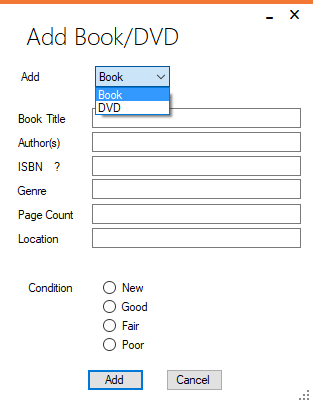 Add Book/DVD
Add Book
Book
DVD
Book Title
Author(s)
ISBN ?
Genre
Page Count
Location
Condition New
Good
Fair
Poor
Add Cancel